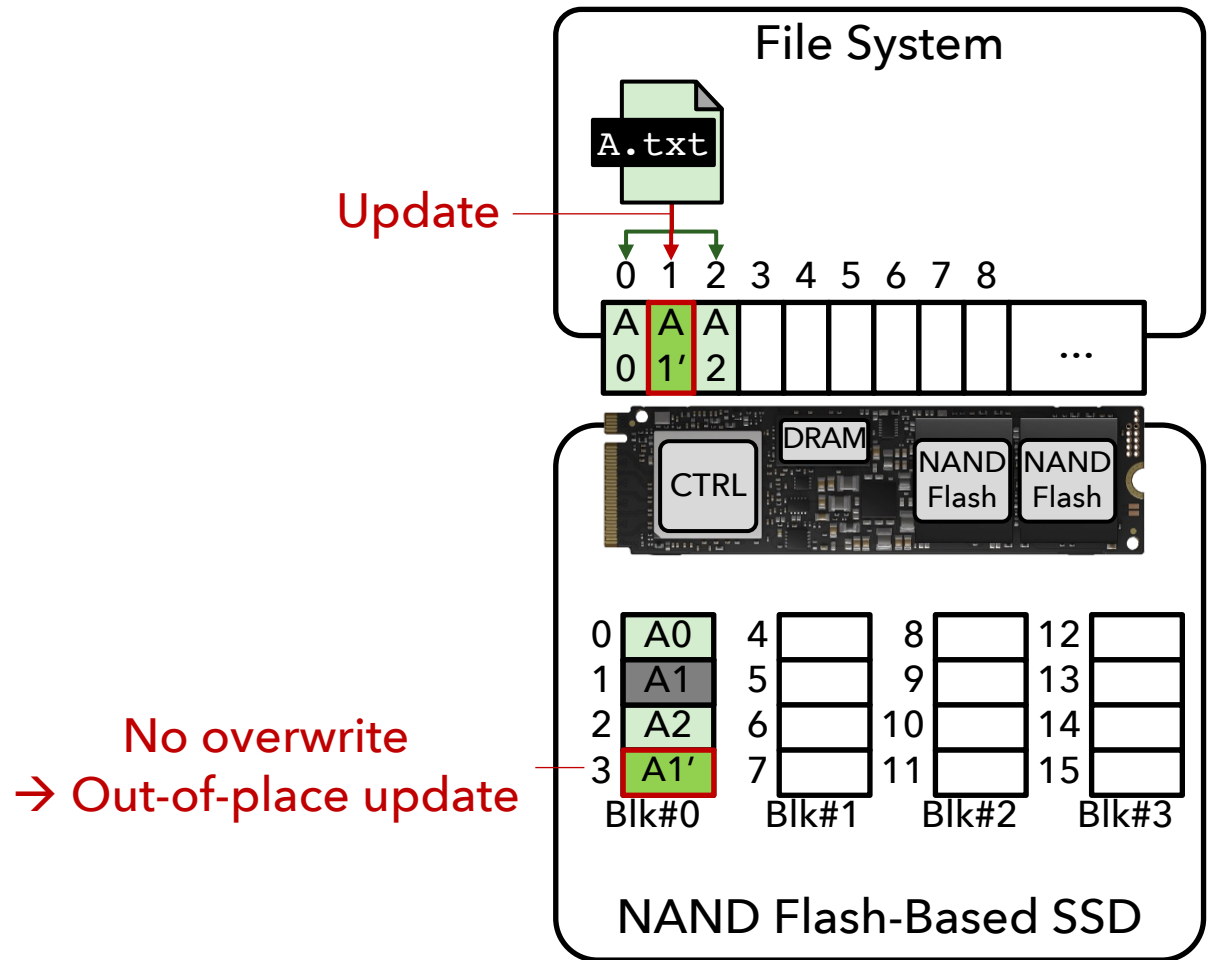 File System
A.txt
Update
0 1 2 3 4 5 6 7 8
A A A
0 1′ 2
...
CTRL
DRAM
NAND Flash
NAND Flash
0 A0 4 8 12
1 A1 5 9 13
2 A2 6 10 14
No overwrite
→ Out-of-place update
3 A1′ 7 11 15
Blk#0 Blk#1 Blk#2 Blk#3
NAND Flash-Based SSD